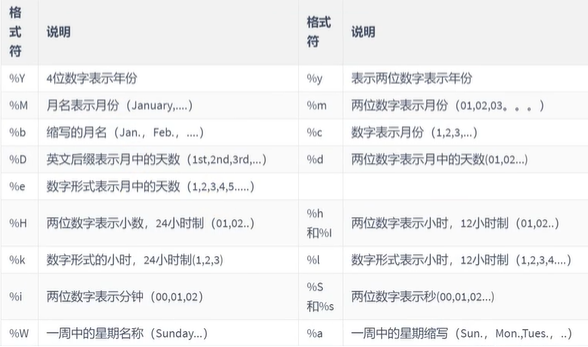 格式符 说明 格式符 说明
%Y 4位数字表示年份 %y 表示两位数字表示年份
%M 月名表示月份（January,....） %m 两位数字表示月份（01,02,03。。。）
%b 缩写的月名（Jan.，Feb.，....） %c 数字表示月份（1,2,3,...）
%D 英文后缀表示月中的天数（1st,2nd,3rd,...） %d 两位数字表示月中的天数(01,02...)
%e 数字形式表示月中的天数（1,2,3,4,5.....）
%H 两位数字表示小数，24小时制（01,02..） %h和%I 两位数字表示小时，12小时制（01,02..）
%k 数字形式的小时，24小时制(1,2,3) %l 数字形式表示小时，12小时制（1,2,3,4....）
%i 两位数字表示分钟（00,01,02） %S和%s 两位数字表示秒(00,01,02...)
%W 一周中的星期名称（Sunday...） %a 一周中的星期缩写（Sun.，Mon.,Tues.，..）